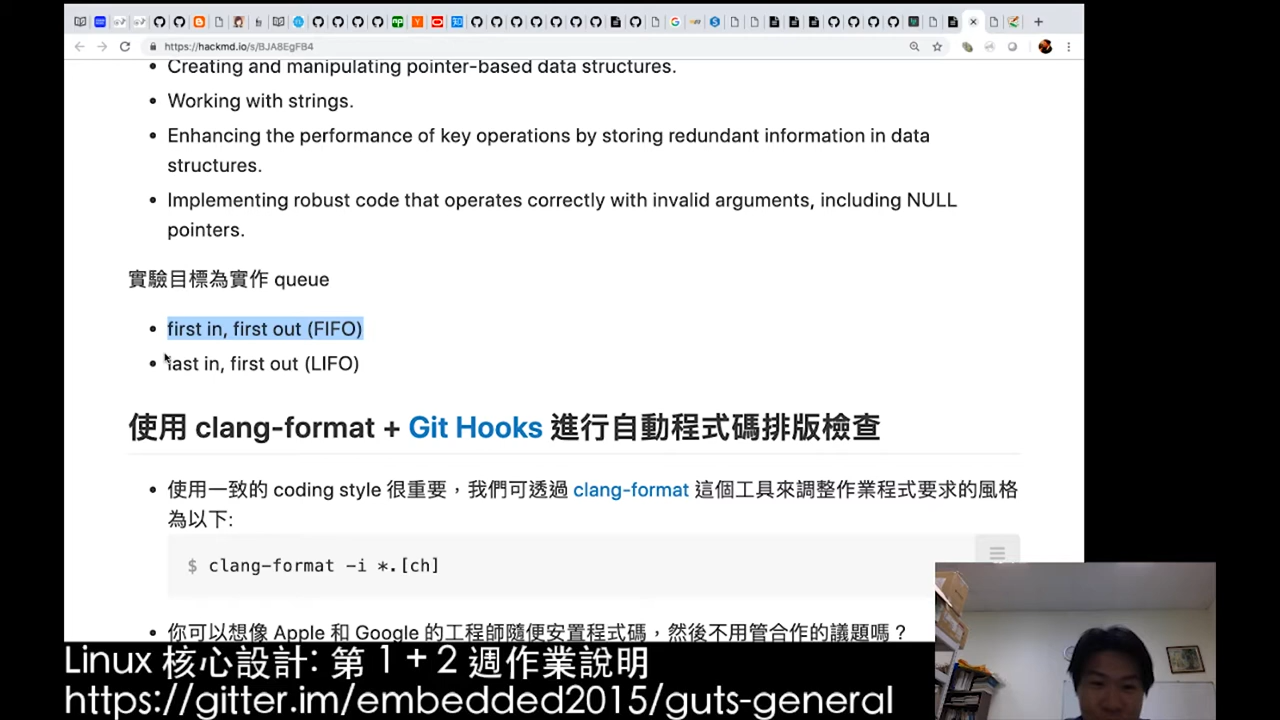 https://hackmd.io/s/BJA8EgFB4
Creating and manipulating pointer-based data structures.
Working with strings.
Enhancing the performance of key operations by storing redundant information in data
structures.
Implementing robust code that operates correctly with invalid arguments, including NULL
pointers.
實驗目標為實作 queue
first in, first out (FIFO)
last in, first out (LIFO)
使用 clang-format + Git Hooks 進行自動程式碼排版檢查
使用一致的 coding style 很重要，我們可透過 clang-format 這個工具來調整作業程式要求的風格
為以下:
$ clang-format -i *.[ch]
你可以想像 Apple 和 Google 的工程師隨便安置程式碼，然後不用管合作的議題嗎？
Linux 核心設計: 第 1 + 2 週作業說明
https://gitter.im/embedded2015/guts-general